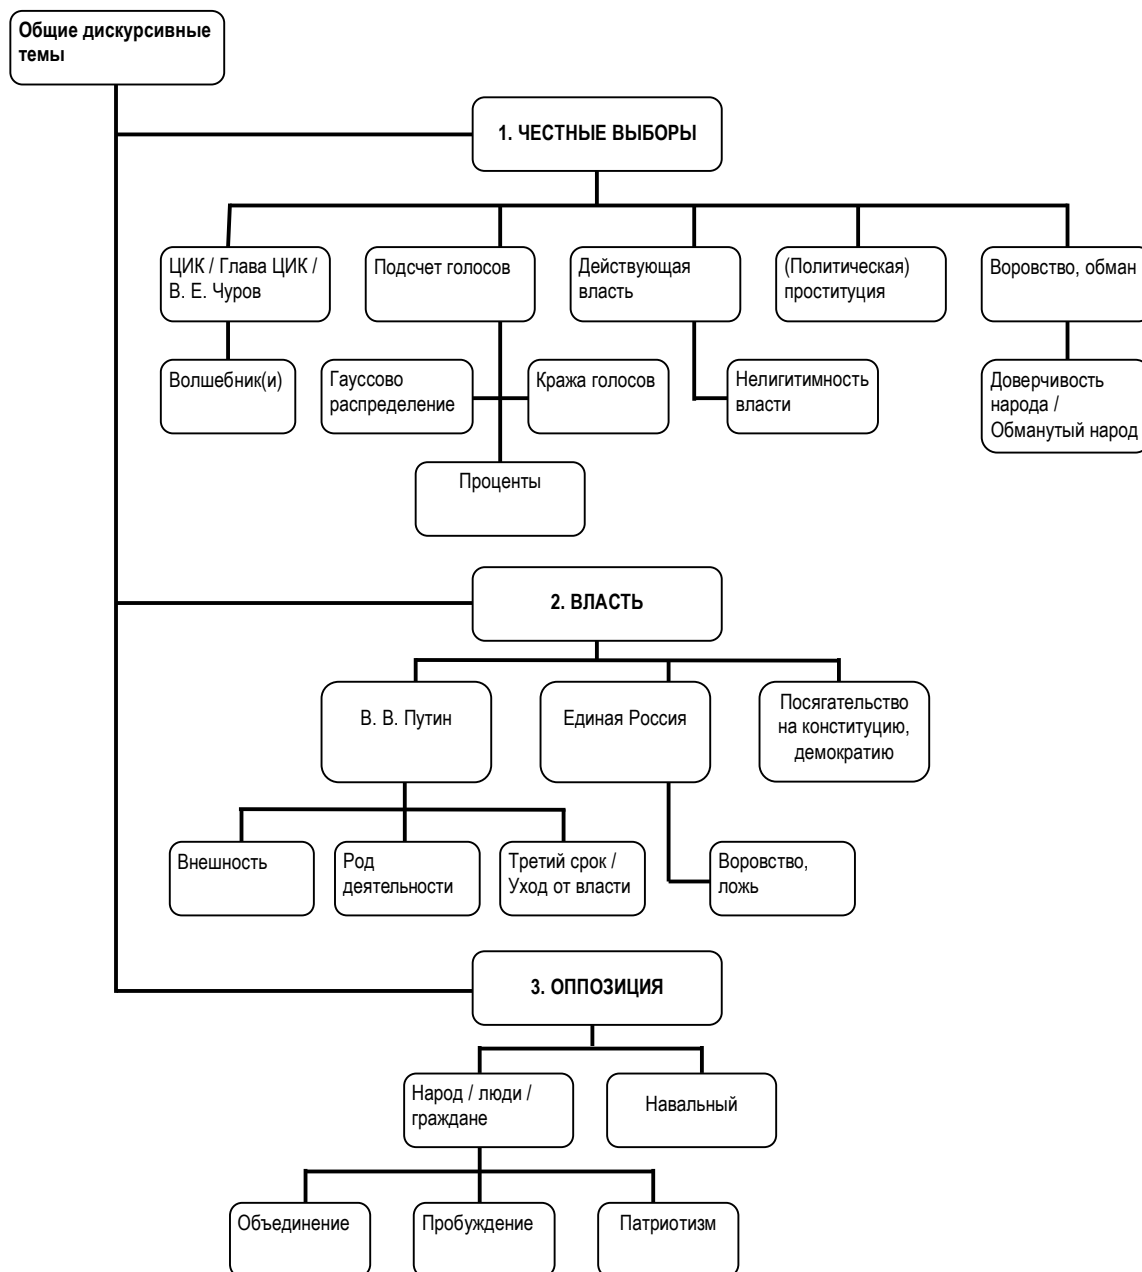 Общие дискурсивные
темы
1. ЧЕСТНЫЕ ВЫБОРЫ
ЦИК / Глава ЦИК /
В. Е. Чуров
Подсчет голосов
Действующая
власть
(Политическая)
проституция
Воровство, обман
Волшебник(и)
Гауссово
распределение
Кража голосов
Нелигитимность
власти
Доверчивость
народа /
Обманутый народ
Проценты
2. ВЛАСТЬ
В. В. Путин
Единая Россия
Посягательство
на конституцию,
демократию
Внешность
Род
деятельности
Третий срок /
Уход от власти
Воровство,
ложь
3. ОППОЗИЦИЯ
Народ / люди /
граждане
Навальный
Объединение
Пробуждение
Патриотизм